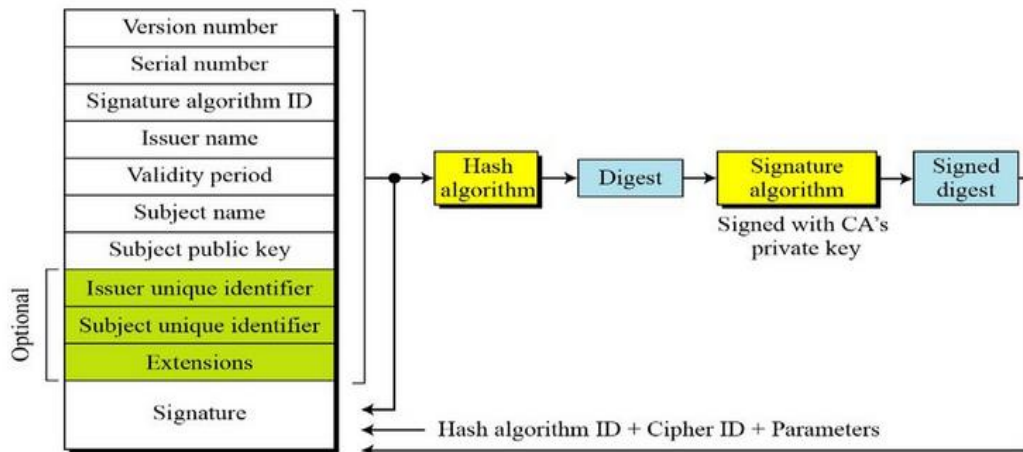 Version number
Serial number
Signature algorithm ID
Issuer name
Validity period
Subject name
Subject public key
Optional
Issuer unique identifier
Subject unique identifier
Extensions
Signature
Hash
algorithm
Digest
Signature
algorithm
Signed with CA's
private key
Signed
digest
Hash algorithm ID + Cipher ID + Parameters